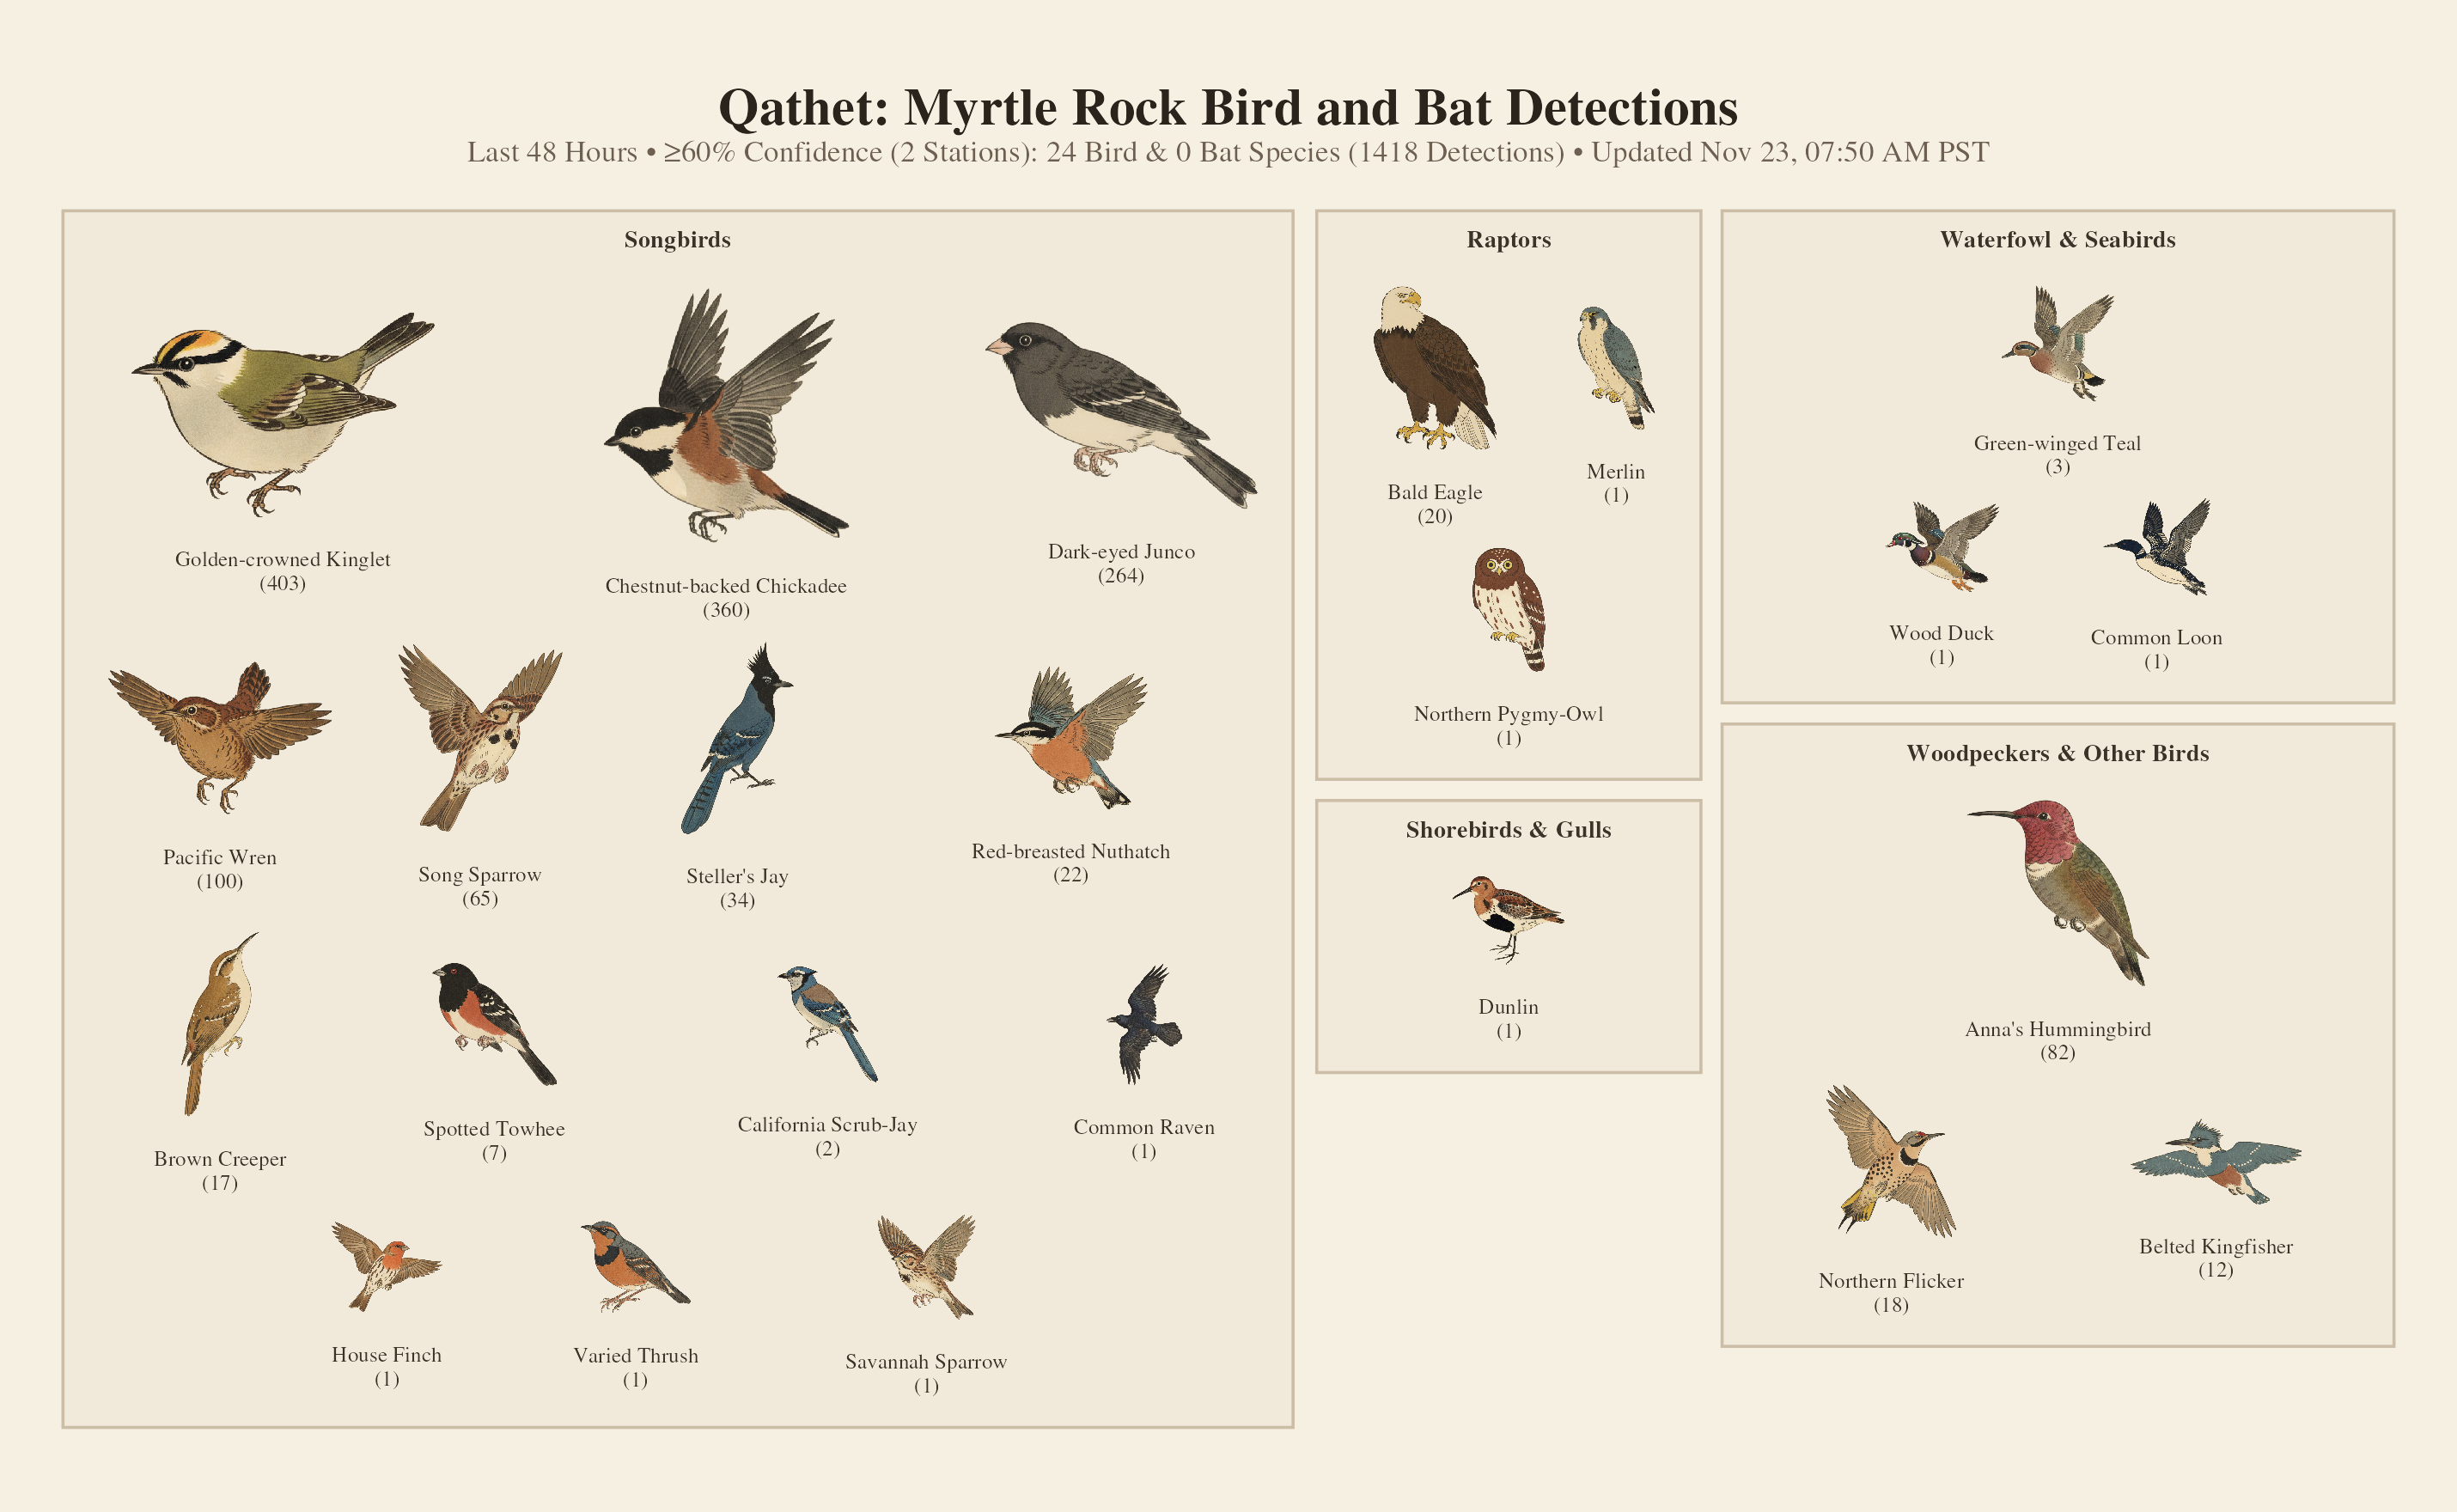 Qathet: Myrtle Rock Bird and Bat Detections
Last 48 Hours • ≥60% Confidence (2 Stations): 24 Bird & 0 Bat Species (1418 Detections) • Updated Nov 23, 07:50 AM PST
Songbirds
Golden-crowned Kinglet
(403)
Chestnut-backed Chickadee
(360)
Dark-eyed Junco
(264)
Pacific Wren
(100)
Song Sparrow
(65)
Steller's Jay
(34)
Red-breasted Nuthatch
(22)
Brown Creeper
(17)
Spotted Towhee
(7)
California Scrub-Jay
(2)
Common Raven
(1)
House Finch
(1)
Varied Thrush
(1)
Savannah Sparrow
(1)
Raptors
Bald Eagle
(20)
Merlin
(1)
Northern Pygmy-Owl
(1)
Shorebirds & Gulls
Dunlin
(1)
Waterfowl & Seabirds
Green-winged Teal
(3)
Wood Duck
(1)
Common Loon
(1)
Woodpeckers & Other Birds
Anna's Hummingbird
(82)
Northern Flicker
(18)
Belted Kingfisher
(12)